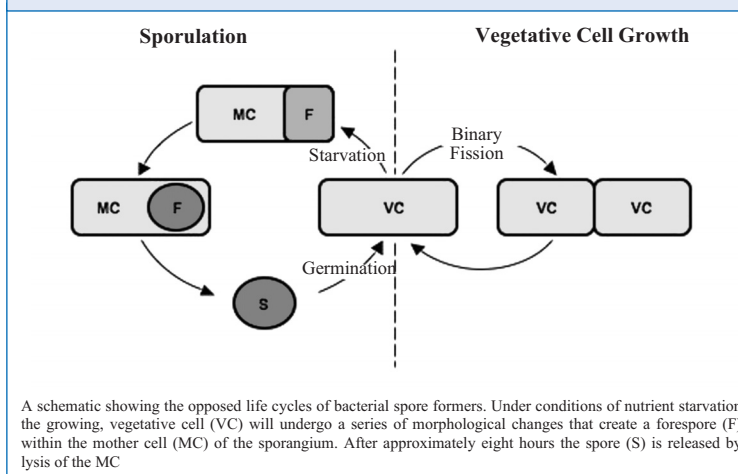 Sporulation
Vegetative Cell Growth
MC F
Starvation
Binary
Fission
MC F
VC
VC VC
Germination
S
A schematic showing the opposed life cycles of bacterial spore formers. Under conditions of nutrient starvation
the growing, vegetative cell (VC) will undergo a series of morphological changes that create a forespore (F)
within the mother cell (MC) of the sporangium. After approximately eight hours the spore (S) is released by
lysis of the MC